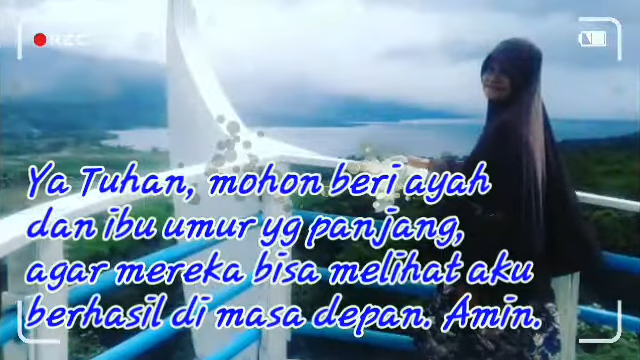 REC
Ya Tuhan, mohon beri ayah
dan ibu umur yg panjang,
agar mereka bisa melihat aku
berhasil di masa depan. Amin.